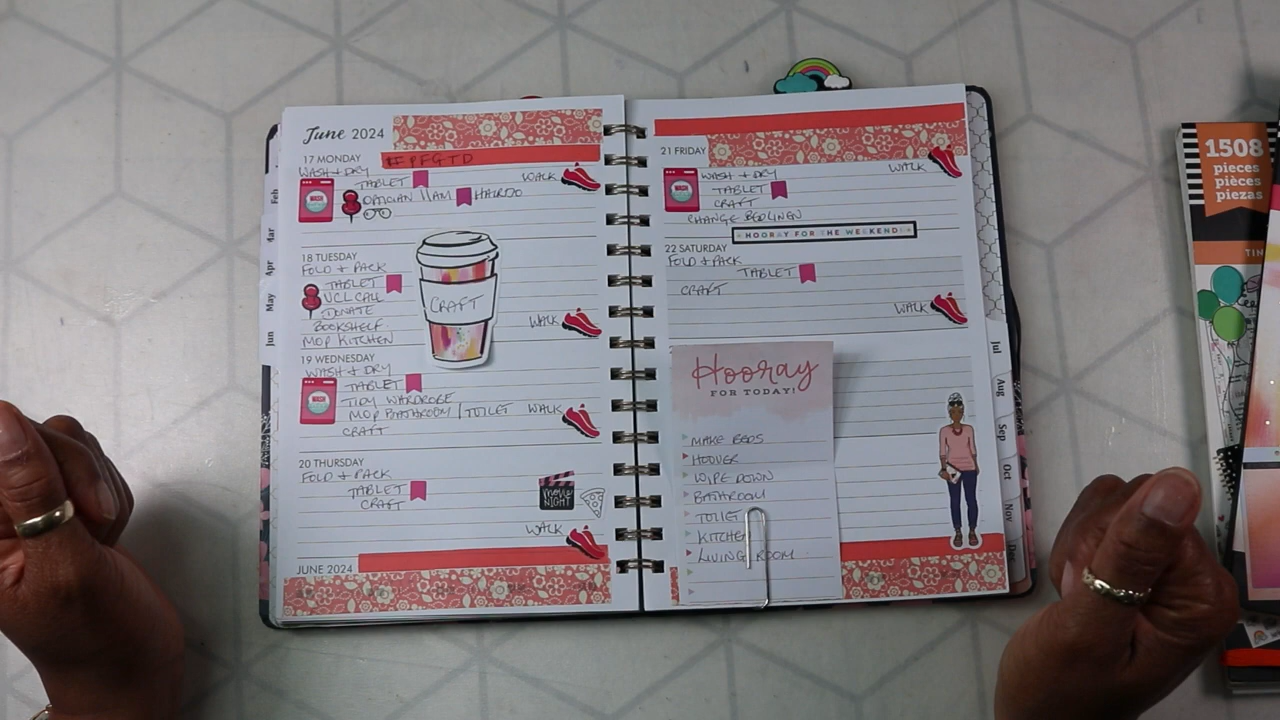 June 2024
17 MONDAY
#PFGTD
WASH + DRY
TABLET
WALK
WASH
OPTICIAN 11AM
HAIRDO
18 TUESDAY
FOLD + PACK
TABLET
UCL CALL
DONATE
BOOKSHELF
MOP KITCHEN
CRAFT
WALK
19 WEDNESDAY
WASH + DRY
TABLET
WASH
TIDY WARDROBE
MOP BATHROOM / TOILET
WALK
CRAFT
20 THURSDAY
FOLD + PACK
TABLET
CRAFT
MOVIE NIGHT
WALK
JUNE 2024
21 FRIDAY
WASH + DRY
WALK
WASH
TABLET
CRAFT
CHANGE BEDLINEN
HOORAY FOR THE WEEKEND!
22 SATURDAY
FOLD + PACK
TABLET
CRAFT
WALK
Hooray
FOR TODAY!
MAKE BEDS
HOOVER
WIPE DOWN
BATHROOM
TOILET
KITCHEN
LIVING ROOM
Feb
Mar
Apr
May
Jun
Jul
Aug
Sep
Oct
Nov
1508
pieces
pièces
piezas